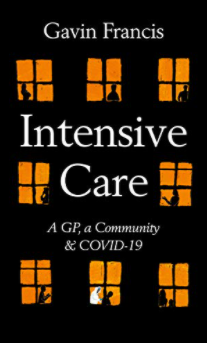 Gavin Francis
Intensive
Care
A GP, a Community
& COVID-19